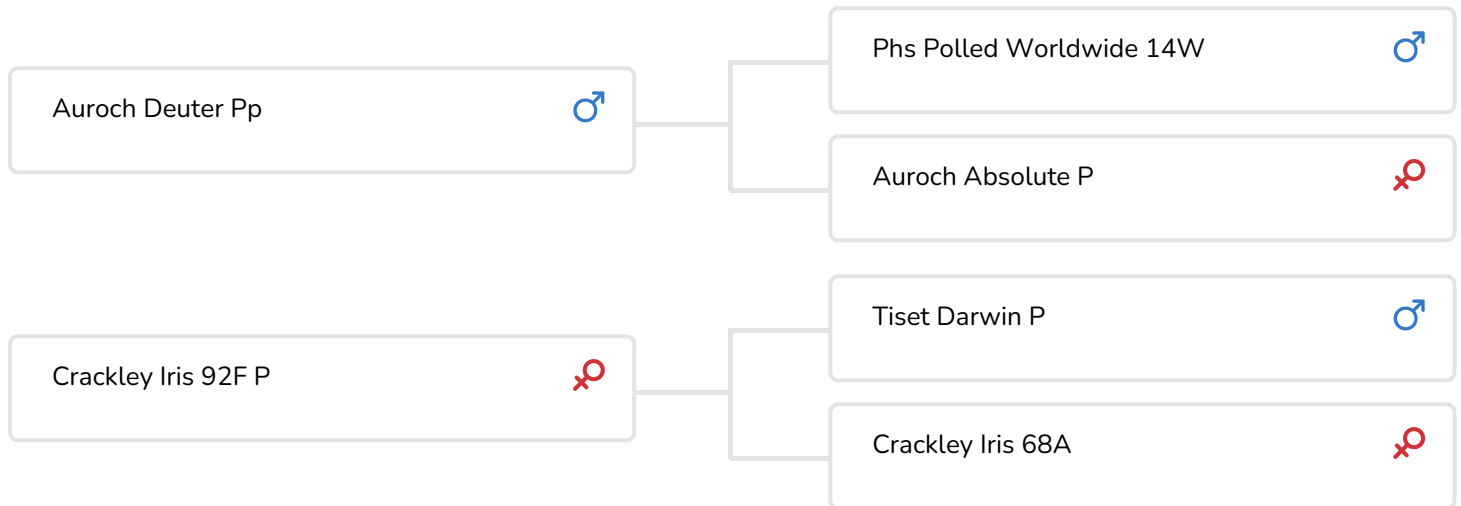 Phs Polled Worldwide 14W
Auroch Deuter Pp
Auroch Absolute P
Tiset Darwin P
Crackley Iris 92F P
Crackley Iris 68A